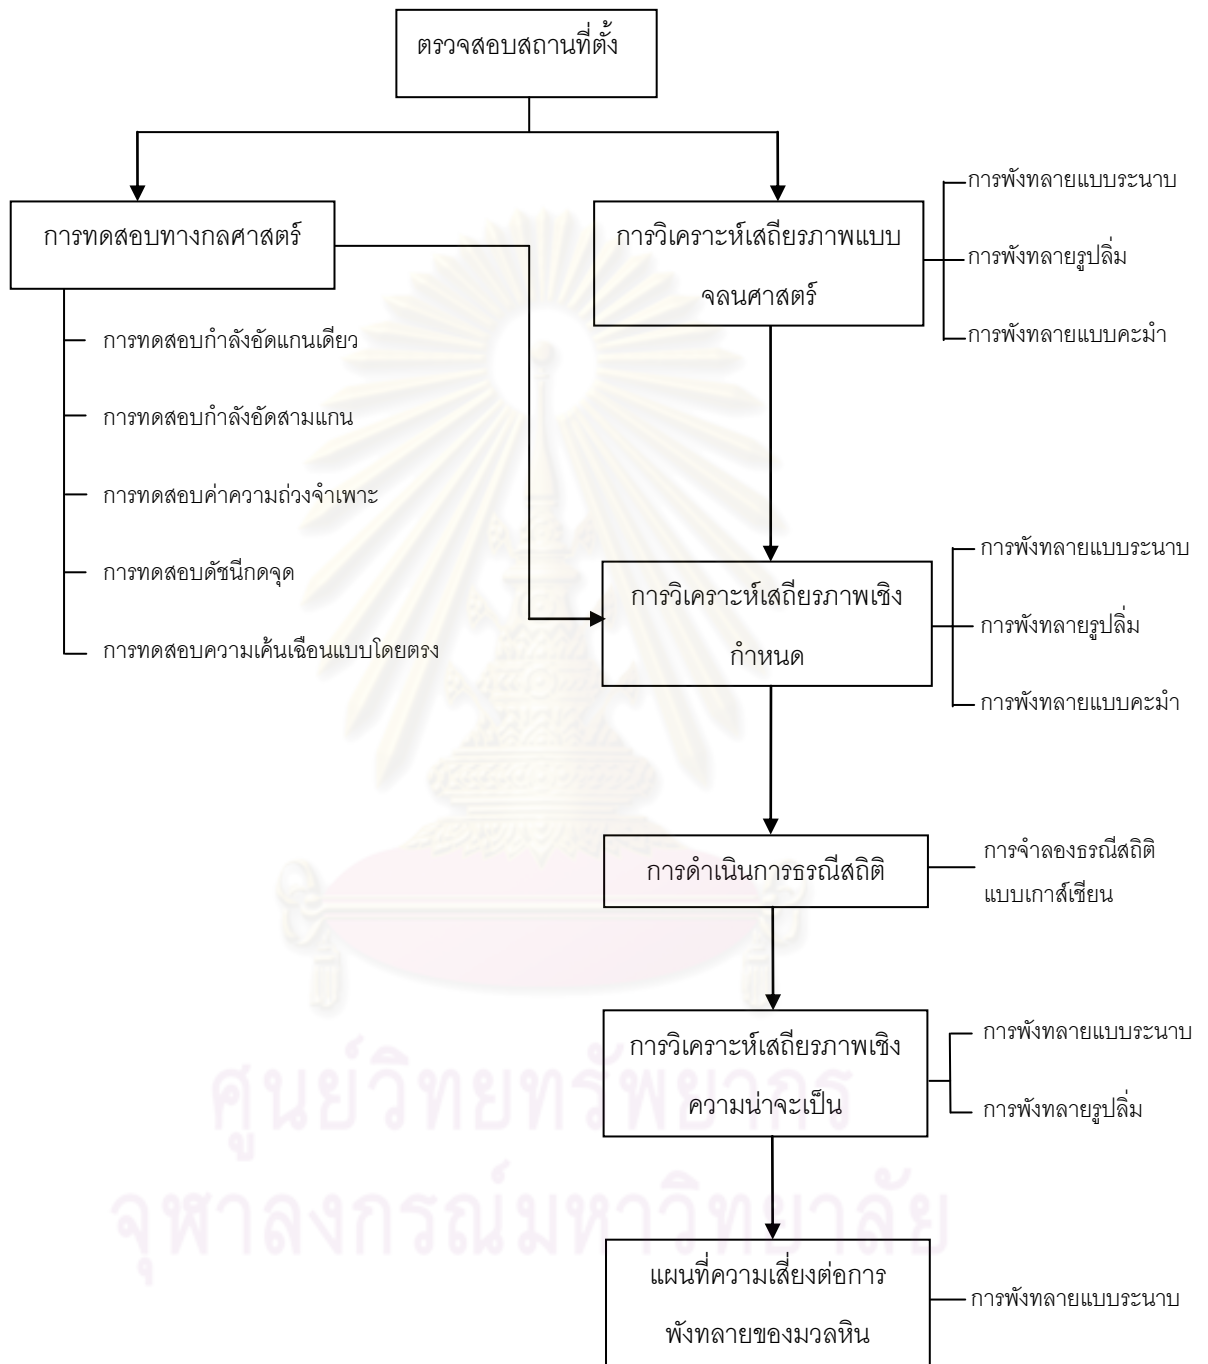 ตรวจสอบสถานที่ตั้ง
การทดสอบทางกลศาสตร์
การทดสอบกำลังอัดแกนเดียว
การทดสอบกำลังอัดสามแกน
การทดสอบค่าความถ่วงจำเพาะ
การทดสอบดัชนีกดจุด
การทดสอบความเค้นเฉือนแบบโดยตรง
การวิเคราะห์เสถียรภาพแบบ
จลนศาสตร์
การพังทลายแบบระนาบ
การพังทลายรูปลิ่ม
การพังทลายแบบคะมำ
การวิเคราะห์เสถียรภาพเชิง
กำหนด
การพังทลายแบบระนาบ
การพังทลายรูปลิ่ม
การพังทลายแบบคะมำ
การดำเนินการธรณีสถิติ
การจำลองธรณีสถิติ
แบบเกาส์เซียน
การวิเคราะห์เสถียรภาพเชิง
ความน่าจะเป็น
การพังทลายแบบระนาบ
การพังทลายรูปลิ่ม
แผนที่ความเสี่ยงต่อการ
พังทลายของมวลหิน
การพังทลายแบบระนาบ
ศูนย์วิทยทรัพยากร
จุฬาลงกรณ์มหาวิทยาลัย